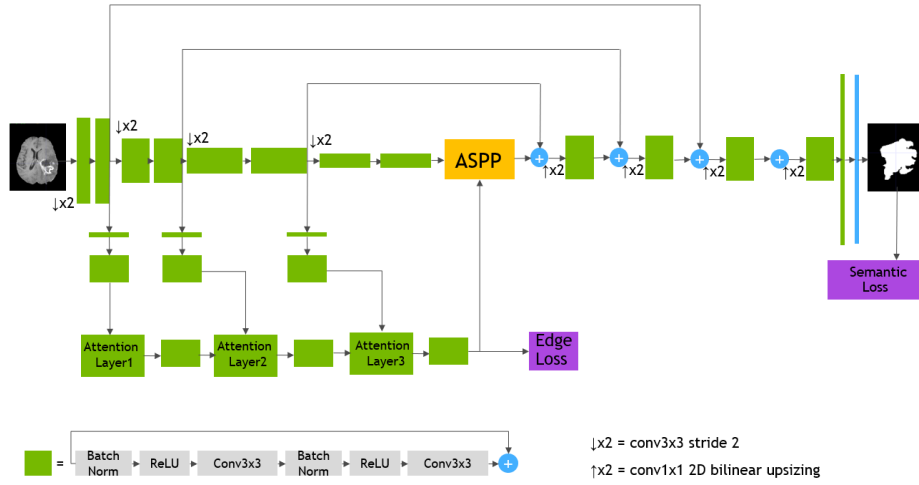 ↓x2
↓x2
↓x2
↓x2
ASPP
+
+
+
+
↑x2
↑x2
↑x2
↑x2
Semantic
Loss
Attention
Layer1
Attention
Layer2
Attention
Layer3
Edge
Loss
=
Batch
Norm
ReLU
Conv3x3
Batch
Norm
ReLU
Conv3x3
+
↓x2 = conv3x3 stride 2
↑x2 = conv1x1 2D bilinear upsizing